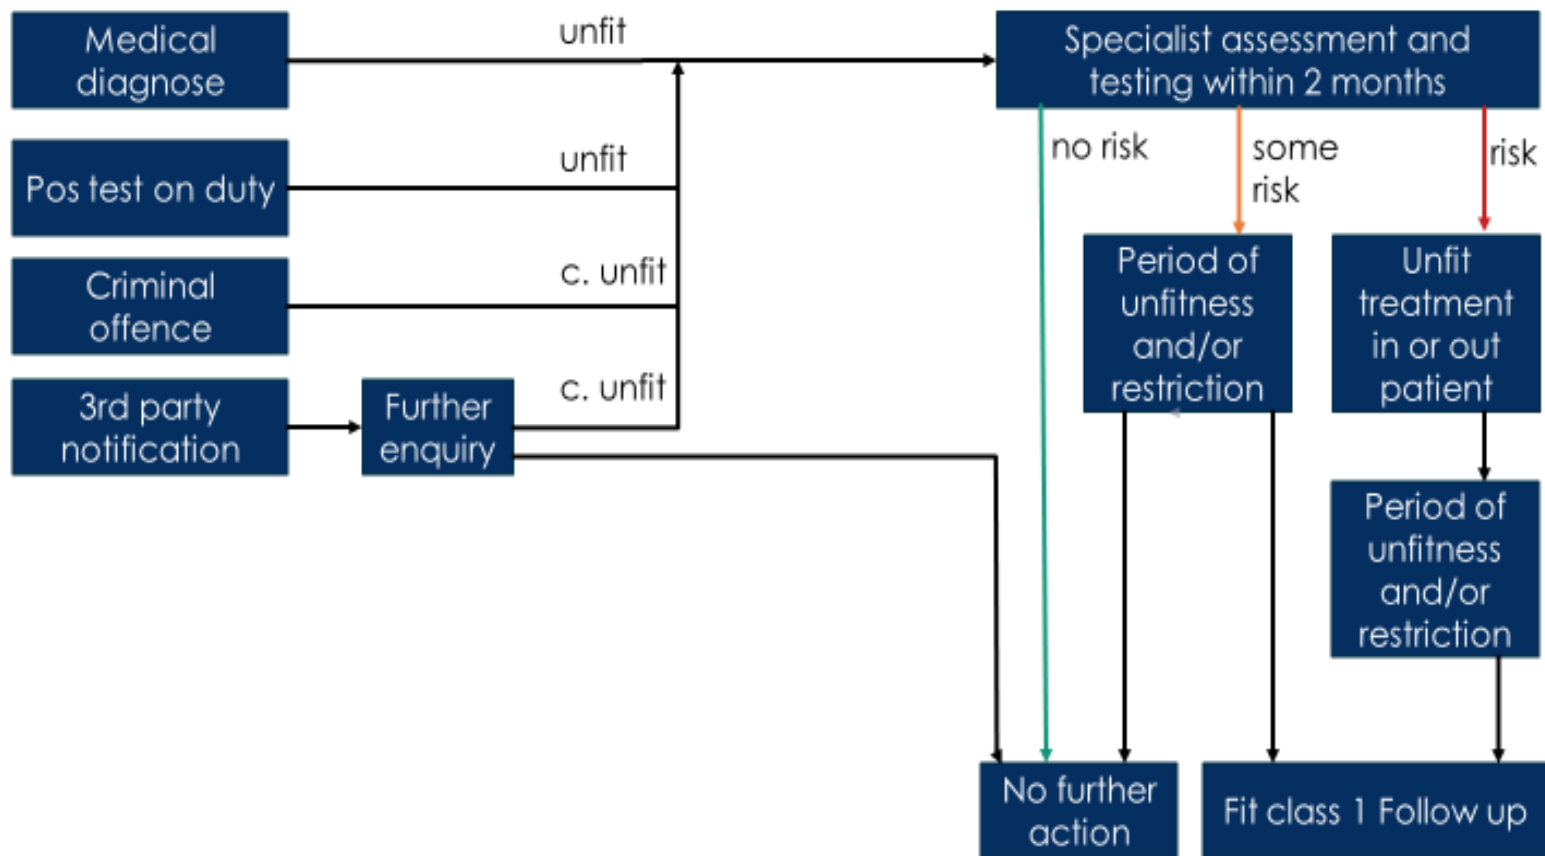 Medical
diagnose
unfit
Specialist assessment and
testing within 2 months
Pos test on duty
unfit
no risk
some
risk
risk
Criminal
offence
c. unfit
Period of
unfitness
and/or
restriction
Unfit
treatment
in or out
patient
3rd party
notification
Further
enquiry
c. unfit
Period of
unfitness
and/or
restriction
No further
action
Fit class 1 Follow up